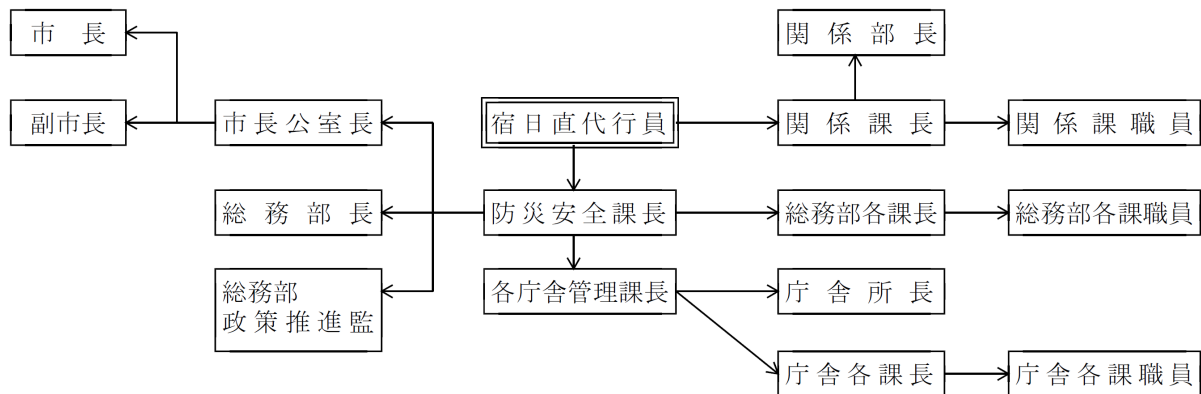 市長
関係部長
副市長
市長公室長
宿日直代行員
関係課長
関係課職員
総務部長
防災安全課長
総務部各課長
総務部各課職員
総務部
政策推進監
各庁舎管理課長
庁舎所長
庁舎各課長
庁舎各課職員